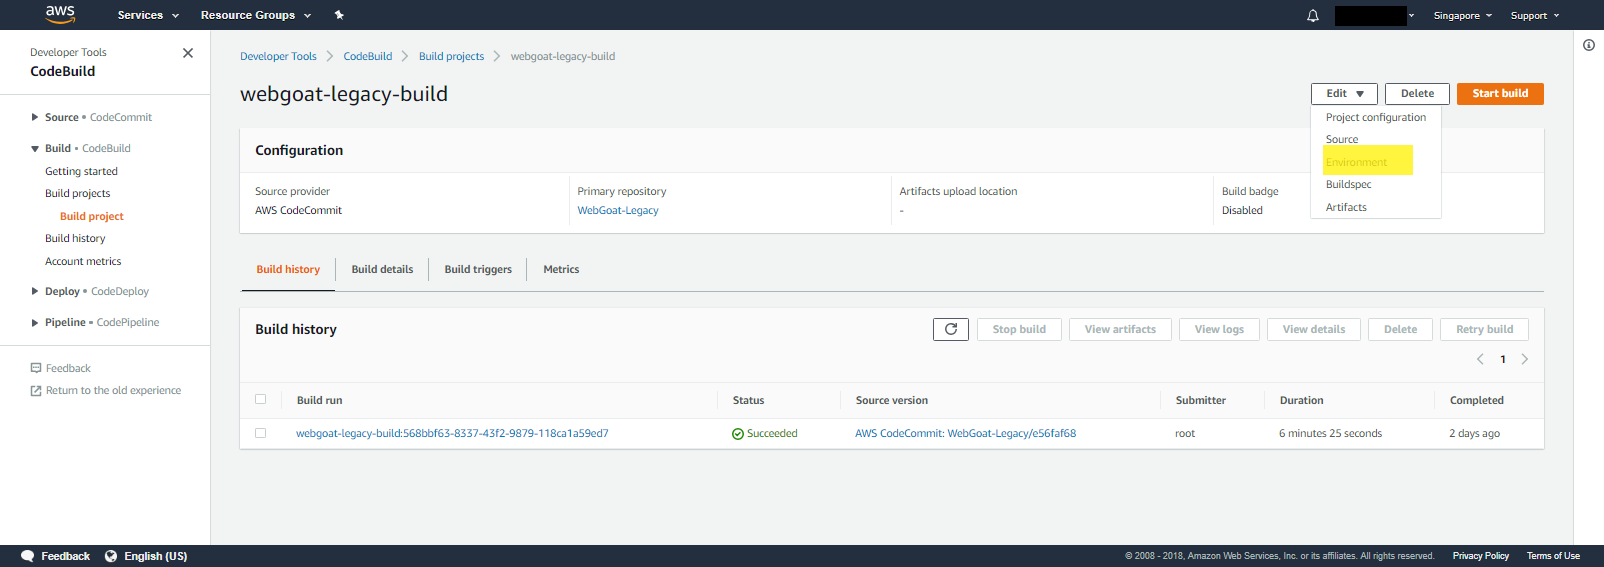 aws Services Resource Groups Singapore Support
Developer Tools
CodeBuild
Source • CodeCommit
Build • CodeBuild
Getting started
Build projects
Build project
Build history
Account metrics
Deploy • CodeDeploy
Pipeline • CodePipeline
Feedback
Return to the old experience
Developer Tools CodeBuild Build projects webgoat-legacy-build
webgoat-legacy-build
Edit Delete Start build
Project configuration
Source
Environment
Buildspec
Artifacts
Configuration
Source provider Primary repository Artifacts upload location Build badge
AWS CodeCommit WebGoat-Legacy - Disabled
Build history Build details Build triggers Metrics
Build history Stop build View artifacts View logs View details Delete Retry build
1
Build run Status Source version Submitter Duration Completed
webgoat-legacy-build:568bbf63-8337-43f2-9879-118ca1a59ed7 Succeeded AWS CodeCommit: WebGoat-Legacy/e56faf68 root 6 minutes 25 seconds 2 days ago
Feedback English (US) © 2008 - 2018, Amazon Web Services, Inc. or its affiliates. All rights reserved. Privacy Policy Terms of Use